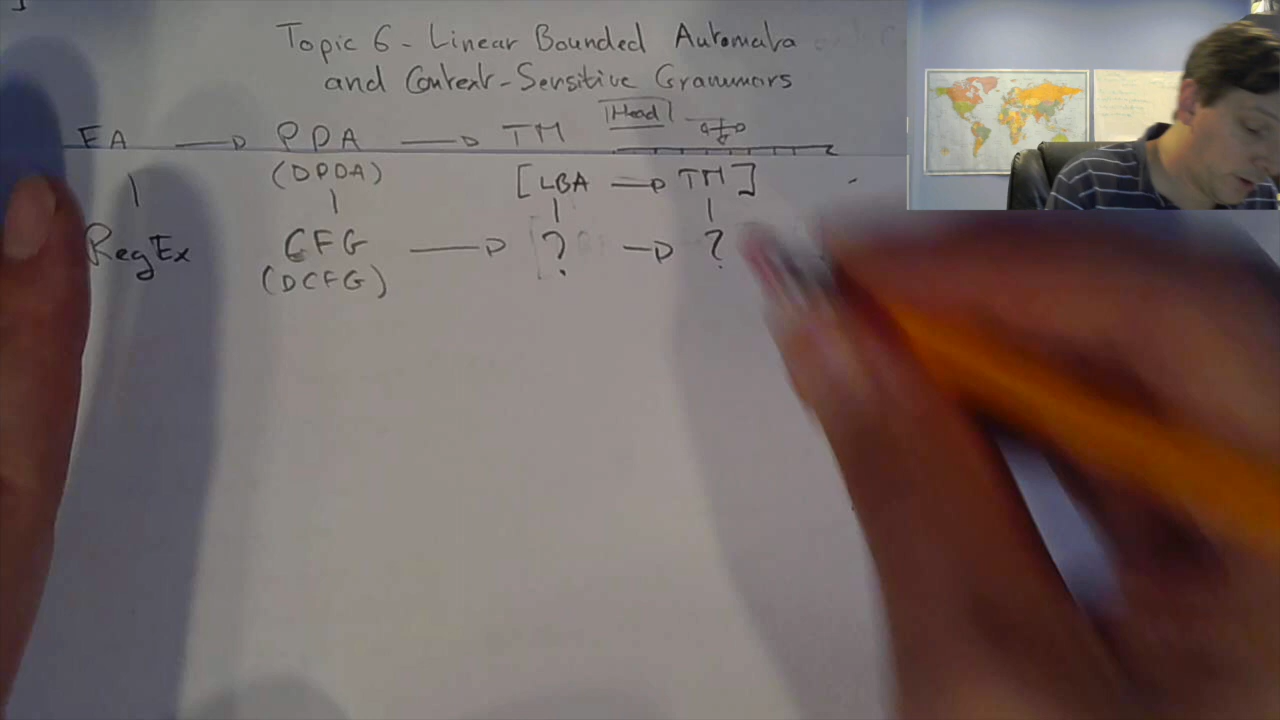 Topic 6 - Linear Bounded Automata
and Context-Sensitive Grammars
Head
FA → PDA → TM
(DPDA) [LBA → TM]
RegEx CFG → ? → ?
(DCFG)